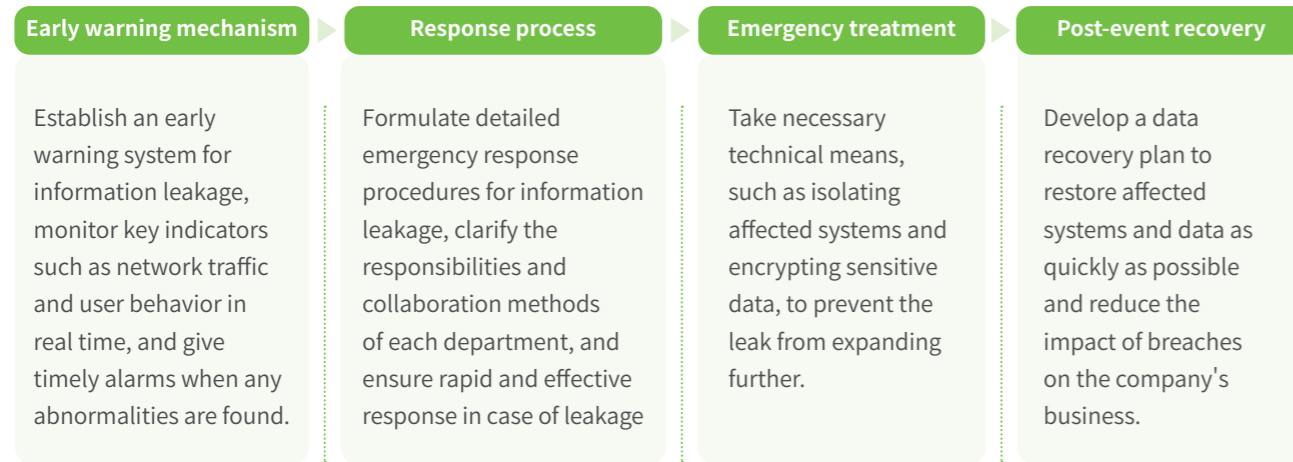 Early warning mechanism
Establish an early
warning system for
information leakage,
monitor key indicators
such as network traffic
and user behavior in
real time, and give
timely alarms when any
abnormalities are found.
Response process
Formulate detailed
emergency response
procedures for information
leakage, clarify the
responsibilities and
collaboration methods
of each department, and
ensure rapid and effective
response in case of leakage
Emergency treatment
Take necessary
technical means,
such as isolating
affected systems and
encrypting sensitive
data, to prevent the
leak from expanding
further.
Post-event recovery
Develop a data
recovery plan to
restore affected
systems and data as
quickly as possible
and reduce the
impact of breaches
on the company's
business.